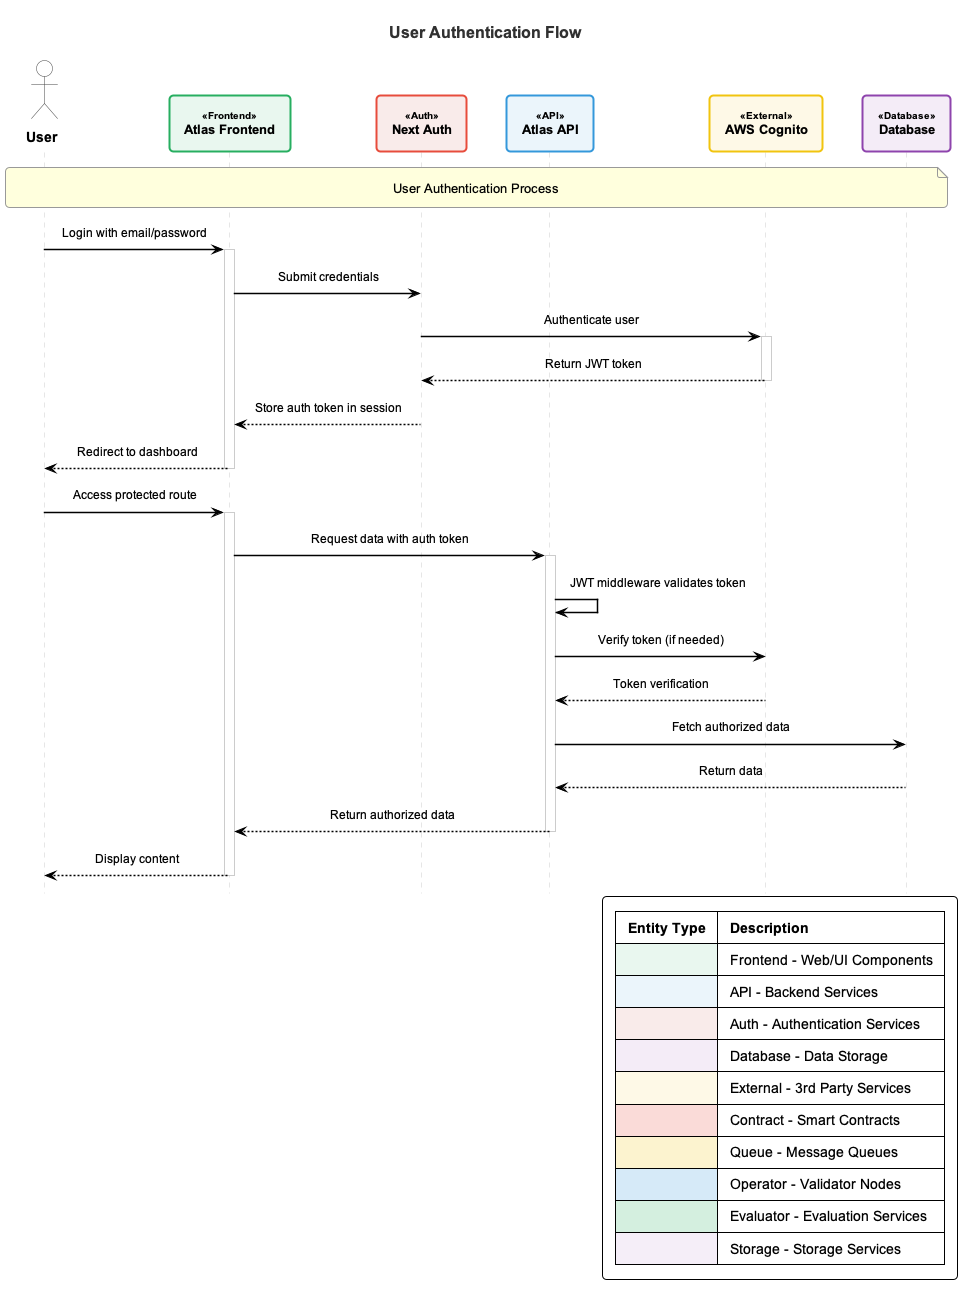 User Authentication Flow
User
«Frontend»
Atlas Frontend
«Auth»
Next Auth
«API»
Atlas API
«External»
AWS Cognito
«Database»
Database
User Authentication Process
Login with email/password
Submit credentials
Authenticate user
Return JWT token
Store auth token in session
Redirect to dashboard
Access protected route
Request data with auth token
JWT middleware validates token
Verify token (if needed)
Token verification
Fetch authorized data
Return data
Return authorized data
Display content
Entity Type Description
Frontend - Web/UI Components
API - Backend Services
Auth - Authentication Services
Database - Data Storage
External - 3rd Party Services
Contract - Smart Contracts
Queue - Message Queues
Operator - Validator Nodes
Evaluator - Evaluation Services
Storage - Storage Services